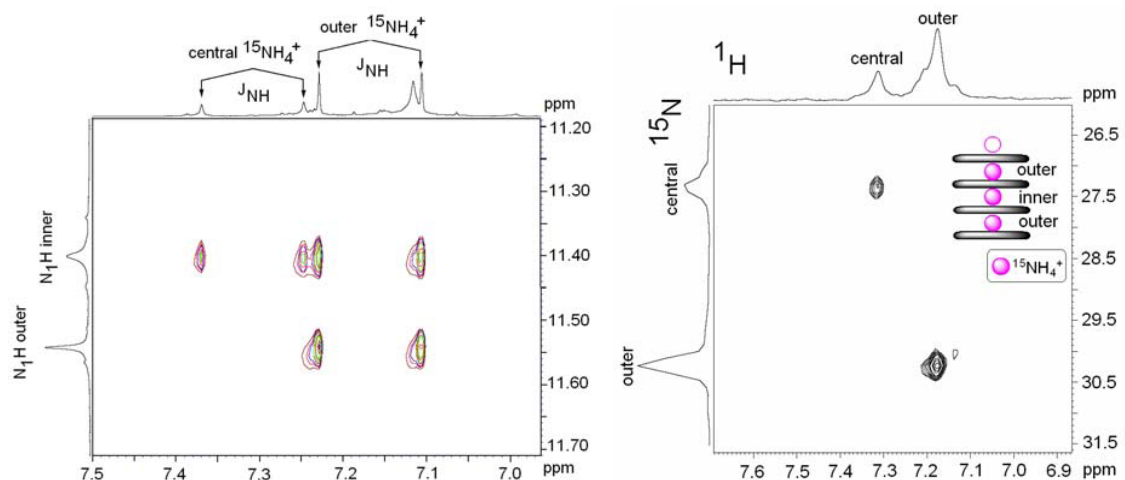 outer ¹⁵NH₄⁺
central ¹⁵NH₄⁺
J_NH
J_NH
ppm
11.20
11.30
11.40
11.50
11.60
11.70
N₁H inner
N₁H outer
7.5 7.4 7.3 7.2 7.1 7.0 ppm
outer
¹H
central
ppm
¹⁵N
central
outer
26.5
27.5
28.5
29.5
30.5
31.5
outer
inner
outer
¹⁵NH₄⁺
7.6 7.5 7.4 7.3 7.2 7.1 7.0 6.9 ppm